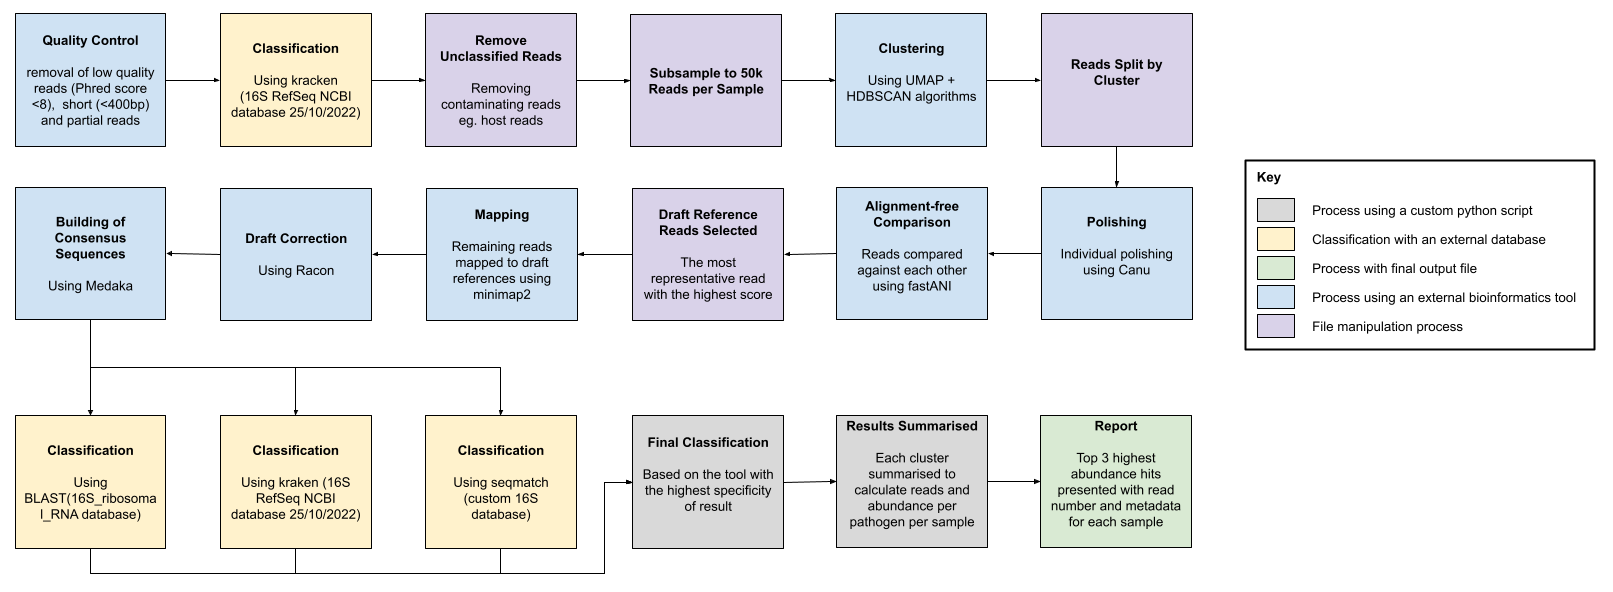 Quality Control
removal of low quality
reads (Phred score
<8),  short (<400bp)
and partial reads
Classification
Using kracken
(16S RefSeq NCBI
database 25/10/2022)
Remove
Unclassified Reads
Removing
contaminating reads
eg. host reads
Subsample to 50k
Reads per Sample
Clustering
Using UMAP +
HDBSCAN algorithms
Reads Split by
Cluster
Polishing
Individual polishing
using Canu
Alignment-free
Comparison
Reads compared
against each other
using fastANI
Draft Reference
Reads Selected
The most
representative read
with the highest score
Mapping
Remaining reads
mapped to draft
references using
minimap2
Draft Correction
Using Racon
Building of
Consensus
Sequences
Using Medaka
Classification
Using
BLAST(16S_ribosoma
l_RNA database)
Classification
Using kraken (16S
RefSeq NCBI
database 25/10/2022)
Classification
Using seqmatch
(custom 16S
database)
Final Classification
Based on the tool with
the highest specificity
of result
Results Summarised
Each cluster
summarised to
calculate reads and
abundance per
pathogen per sample
Report
Top 3 highest
abundance hits
presented with read
number and metadata
for each sample
Key
Process using a custom python script
Classification with an external database
Process with final output file
Process using an external bioinformatics tool
File manipulation process